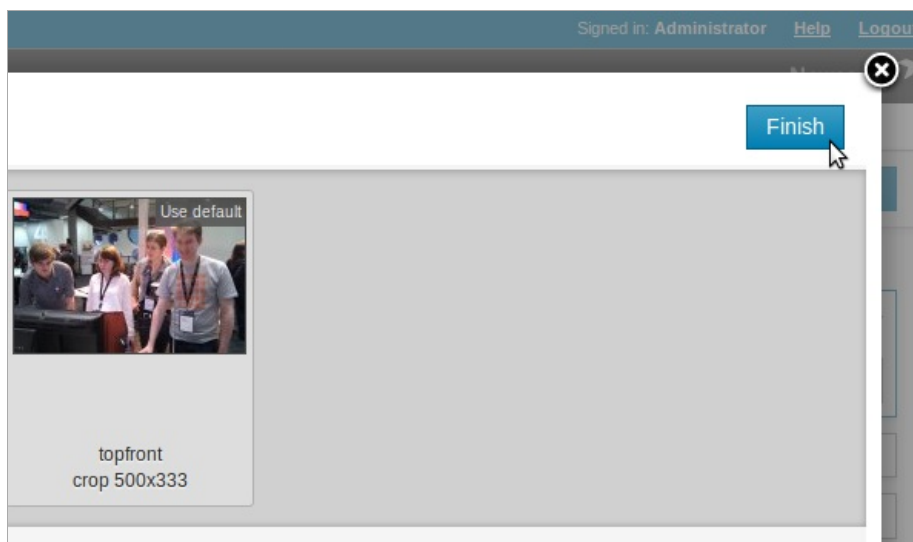 Signed in: Administrator Help Logou
Finish
Use default
topfront
crop 500x333